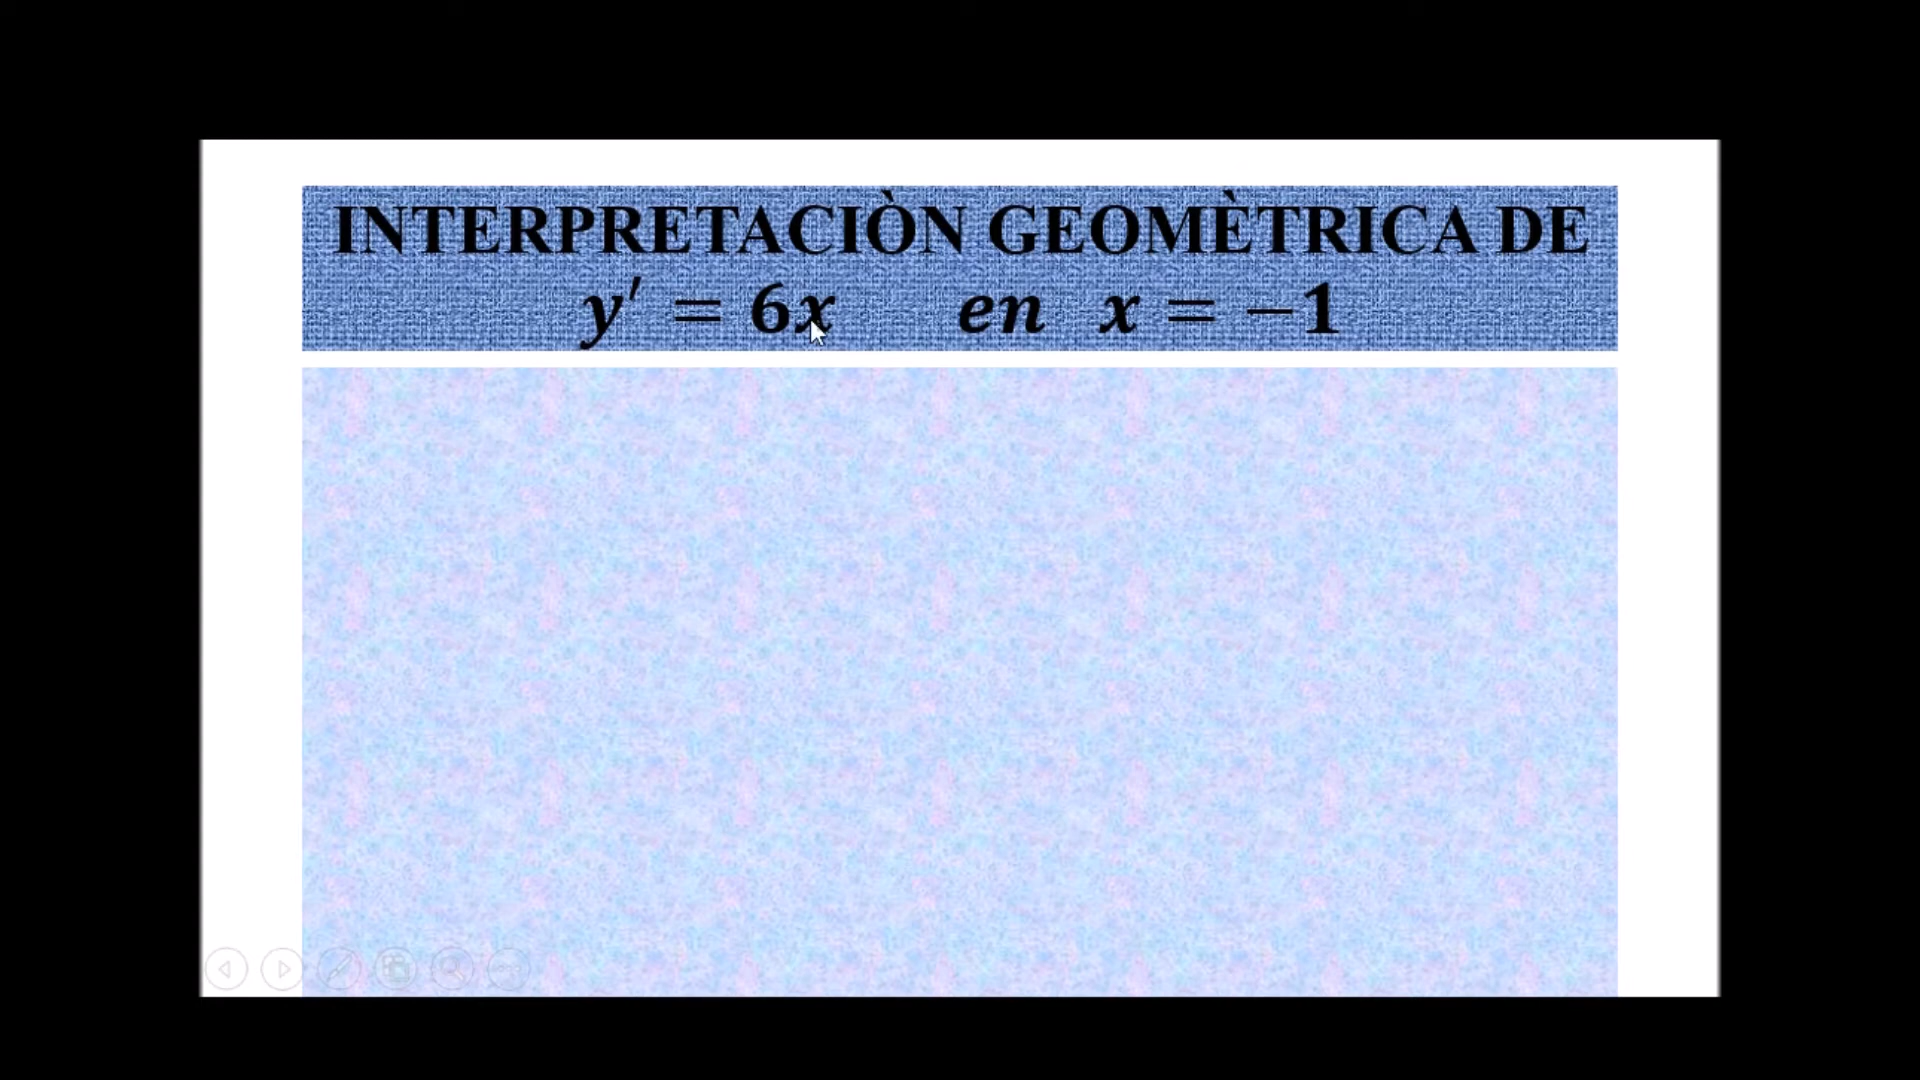 INTERPRETACIÒN GEOMÈTRICA DE
y′ = 6x en x = −1